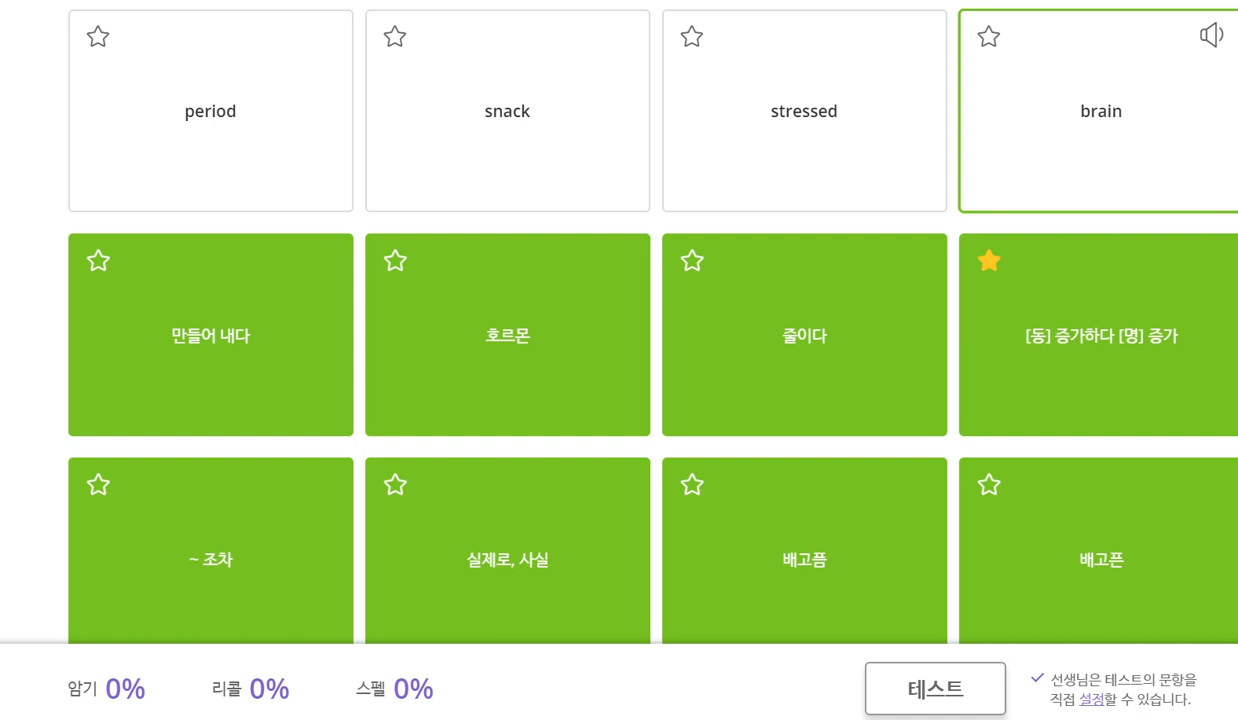 period
snack
stressed
brain
만들어 내다
호르몬
줄이다
[동] 증가하다 [명] 증가
~ 조차
실제로, 사실
배고픔
배고픈
암기 0%
리콜 0%
스펠 0%
테스트
선생님은 테스트의 문항을
직접 설정할 수 있습니다.